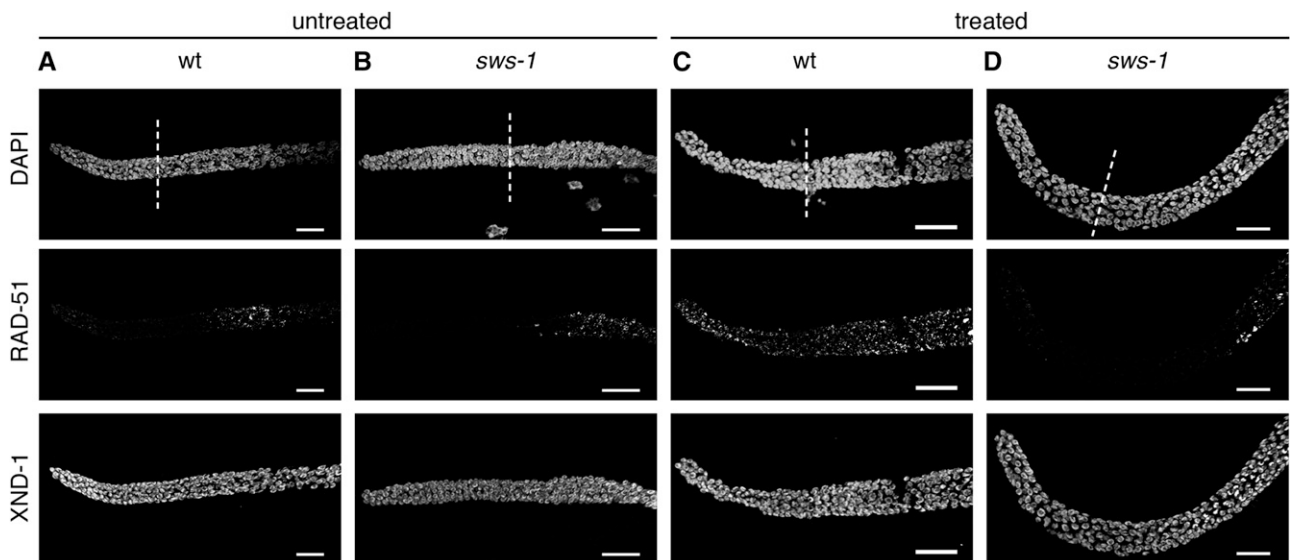 untreated treated
A wt B sws-1 C wt D sws-1
DAPI
RAD-51
XND-1